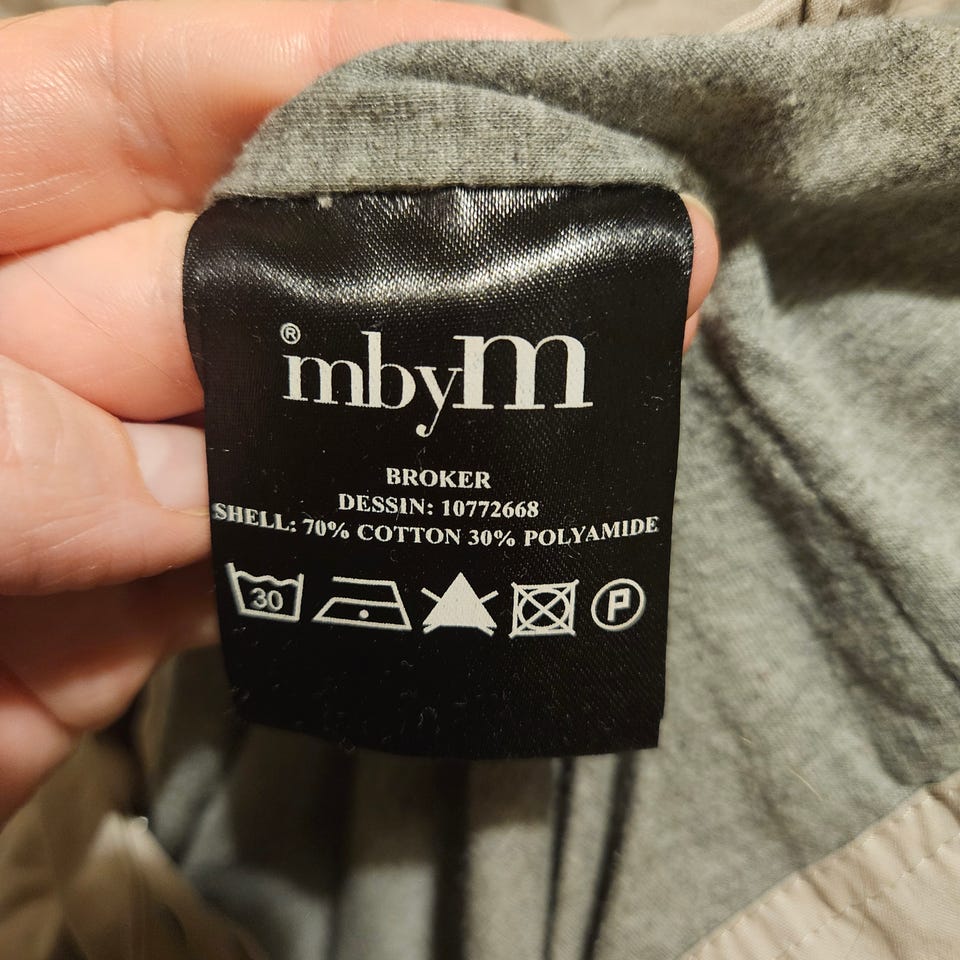 ® mbym
BROKER
DESSIN: 10772668
SHELL: 70% COTTON 30% POLYAMIDE
30 P